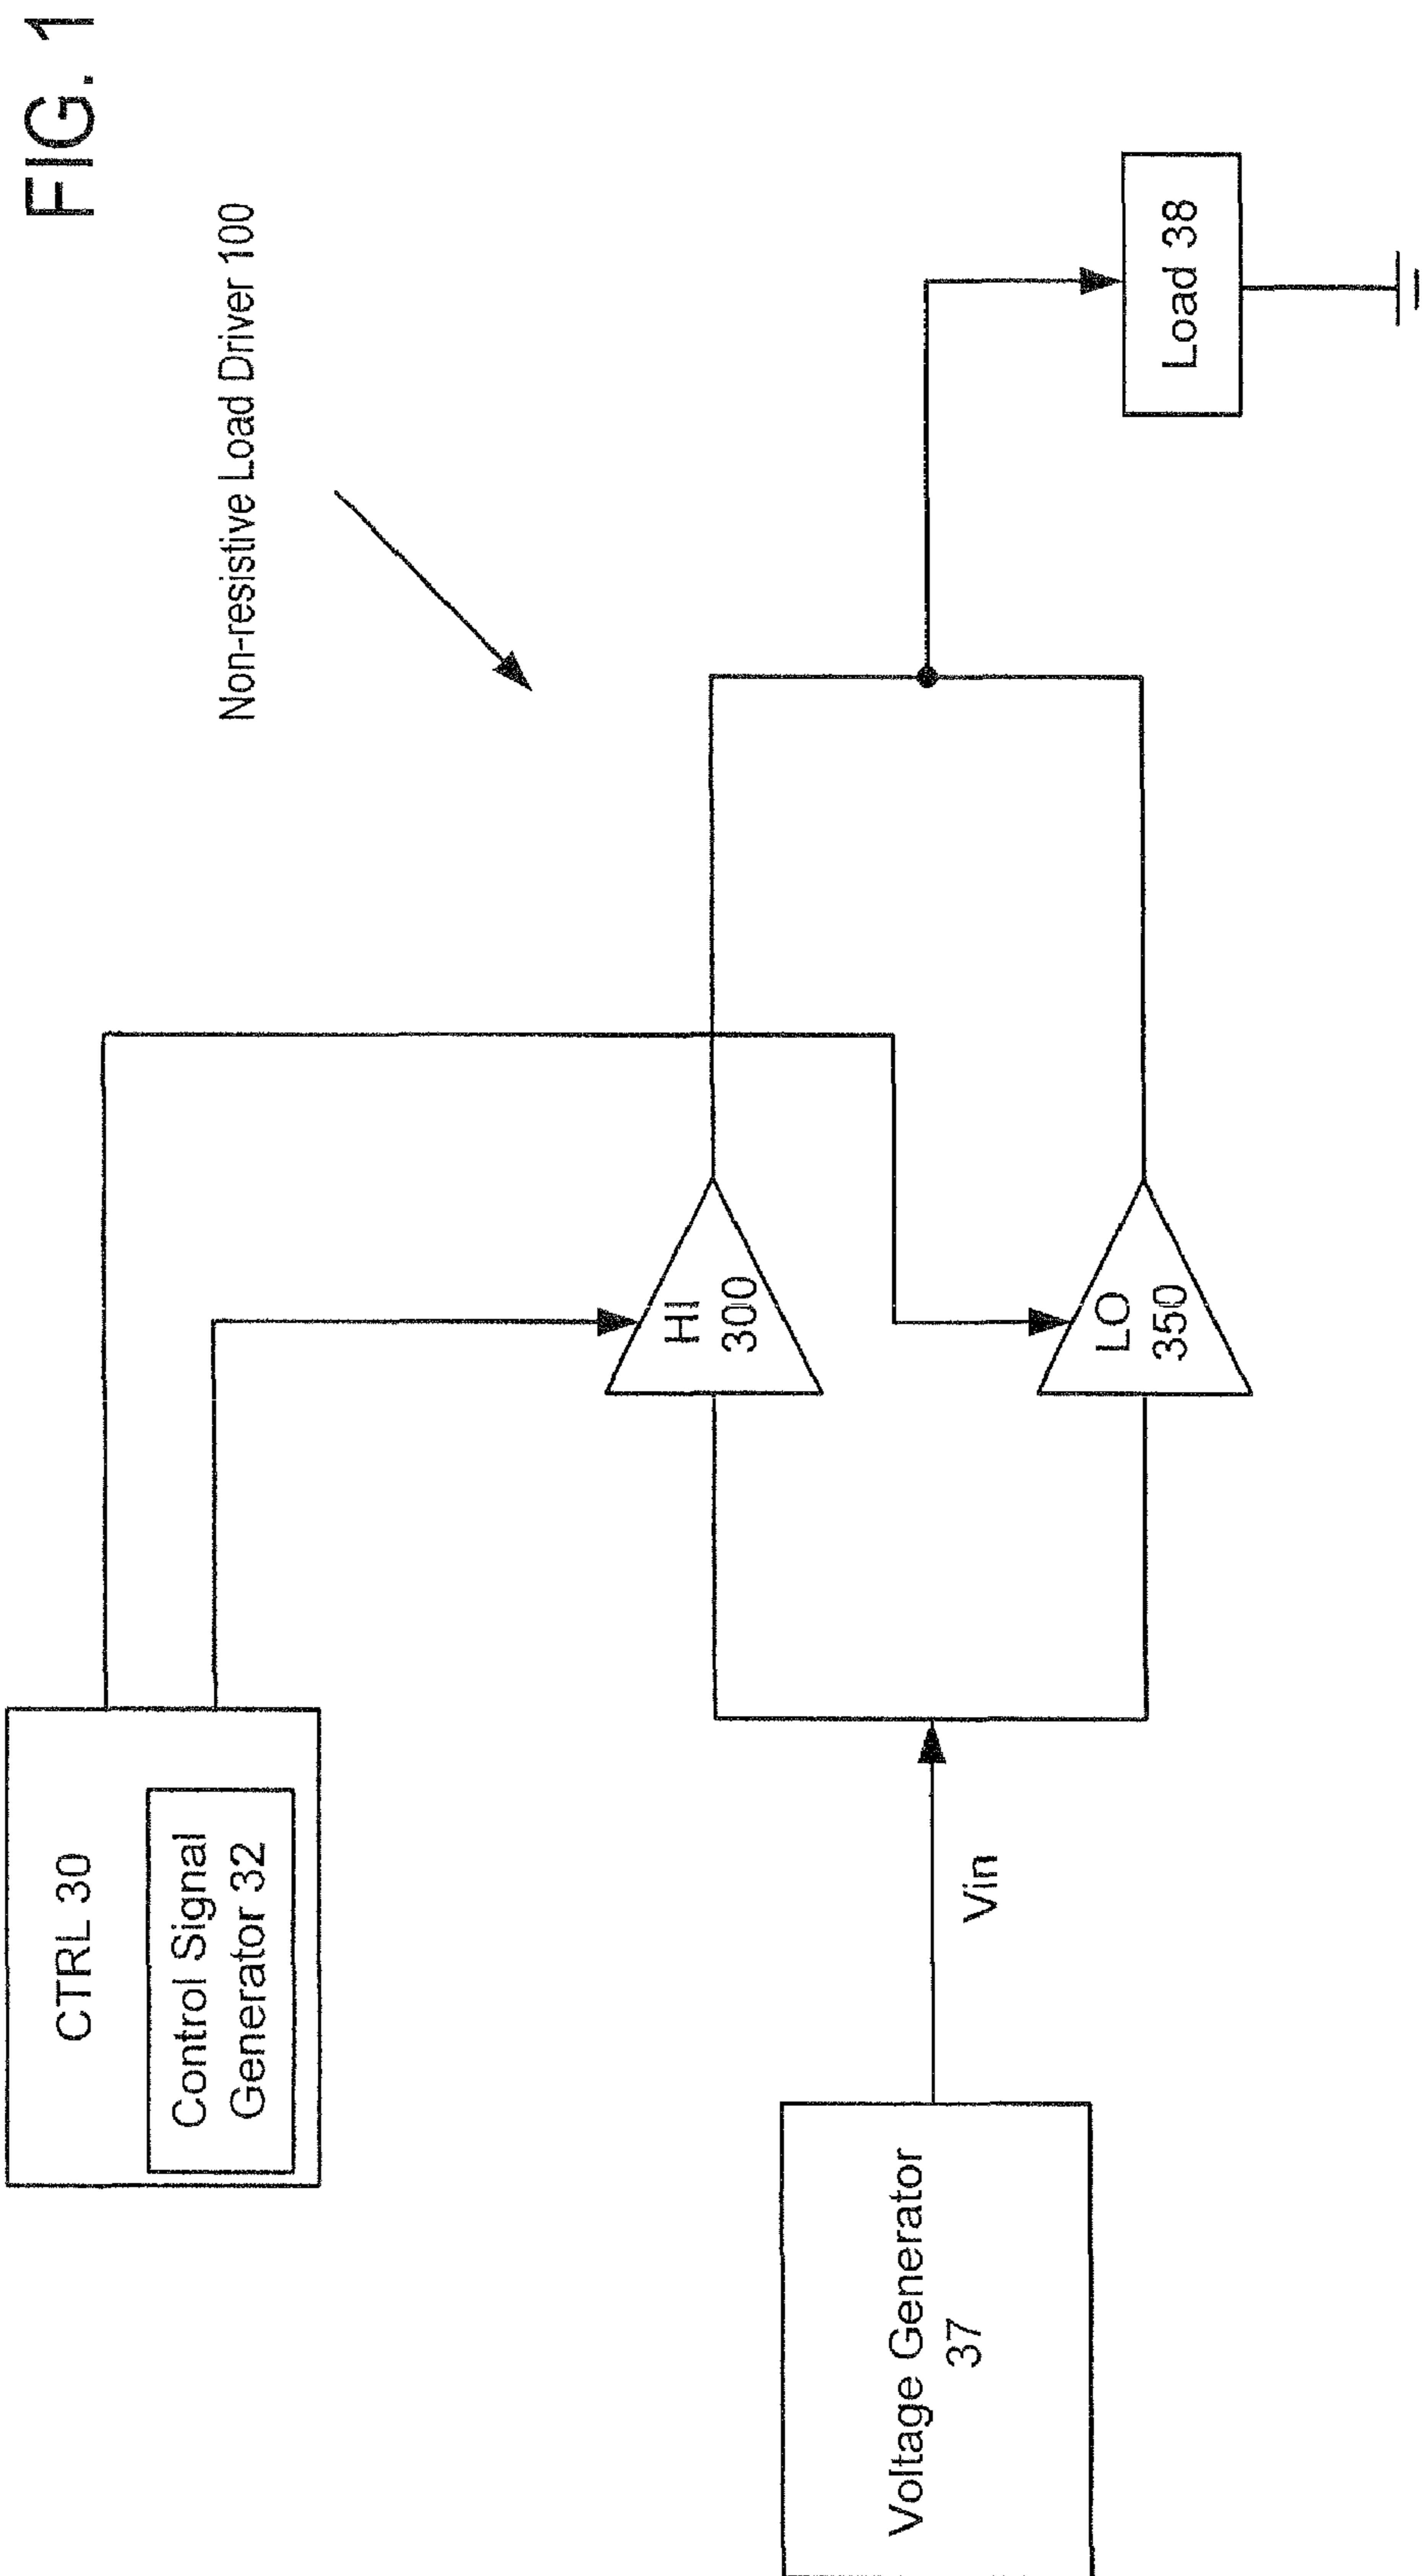 FIG. 1
Non-resistive Load Driver 100
CTRL 30
Control Signal
Generator 32
HI
300
LO
350
Vin
Voltage Generator
37
Load 38